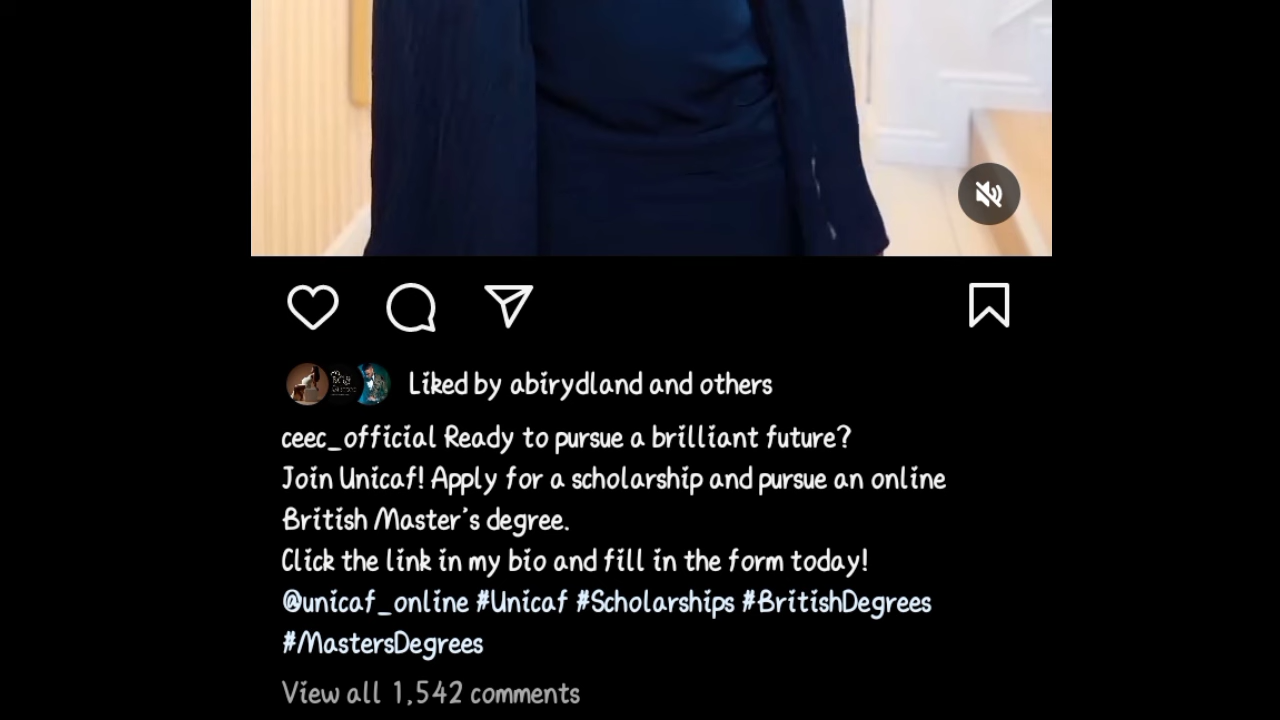 Liked by abirydland and others
ceec_official Ready to pursue a brilliant future?
Join Unicaf! Apply for a scholarship and pursue an online
British Master's degree.
Click the link in my bio and fill in the form today!
@unicaf_online #Unicaf #Scholarships #BritishDegrees
#MastersDegrees
View all 1,542 comments